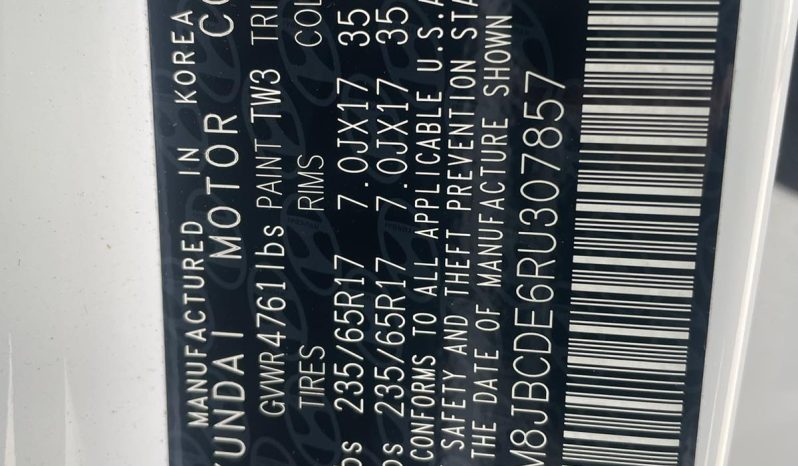 MANUFACTURED IN KOREA
YUNDAI MOTOR CO
GVWR 4761lbs PAINT TW3 TRI
TIRES RIMS COL
235/65R17 7.0JX17 35
235/65R17 7.0JX17 35
CONFORMS TO ALL APPLICABLE U.S.A
SAFETY AND THEFT PREVENTION STA
THE DATE OF MANUFACTURE SHOWN
M8JBCDE6RU307857